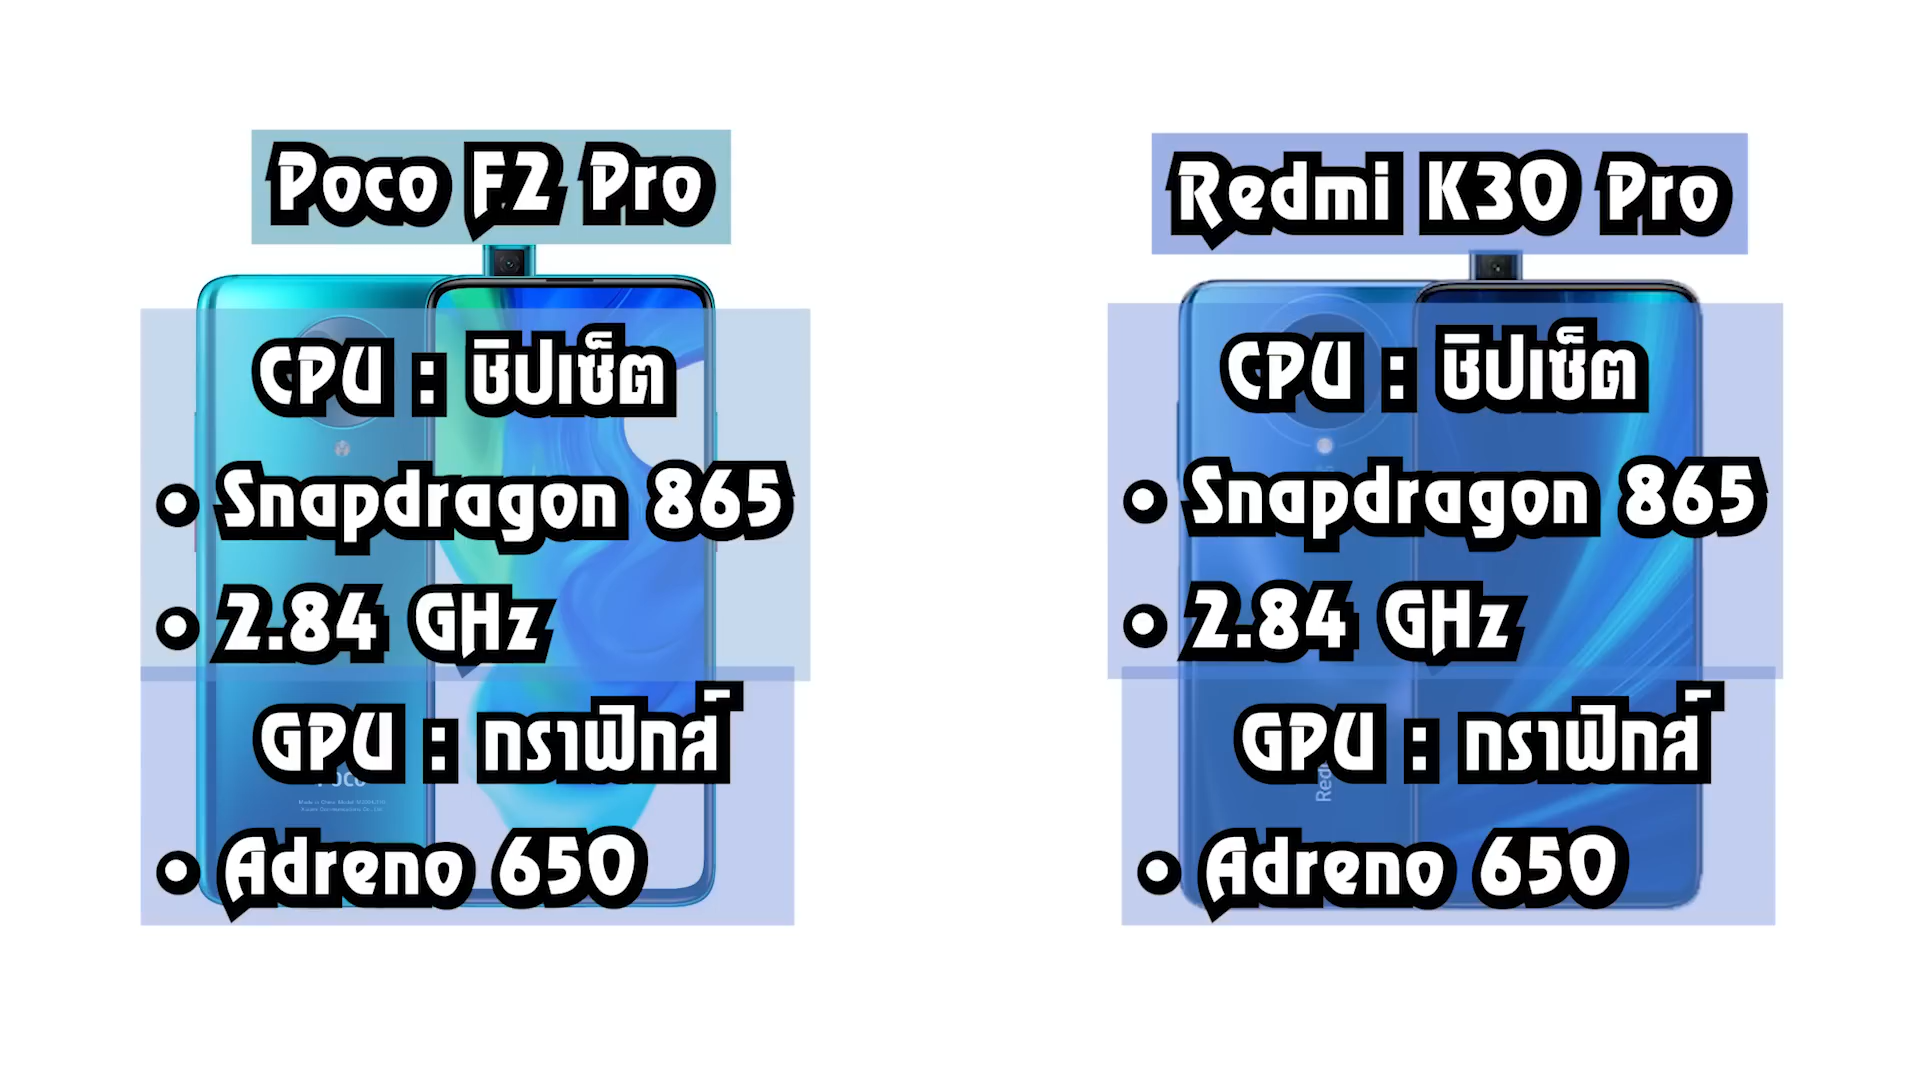 Poco F2 Pro
CPU : ชิปเซ็ต
• Snapdragon 865
• 2.84 GHz
GPU : กราฟิกส์
• Adreno 650
Redmi K30 Pro
CPU : ชิปเซ็ต
• Snapdragon 865
• 2.84 GHz
GPU : กราฟิกส์
• Adreno 650